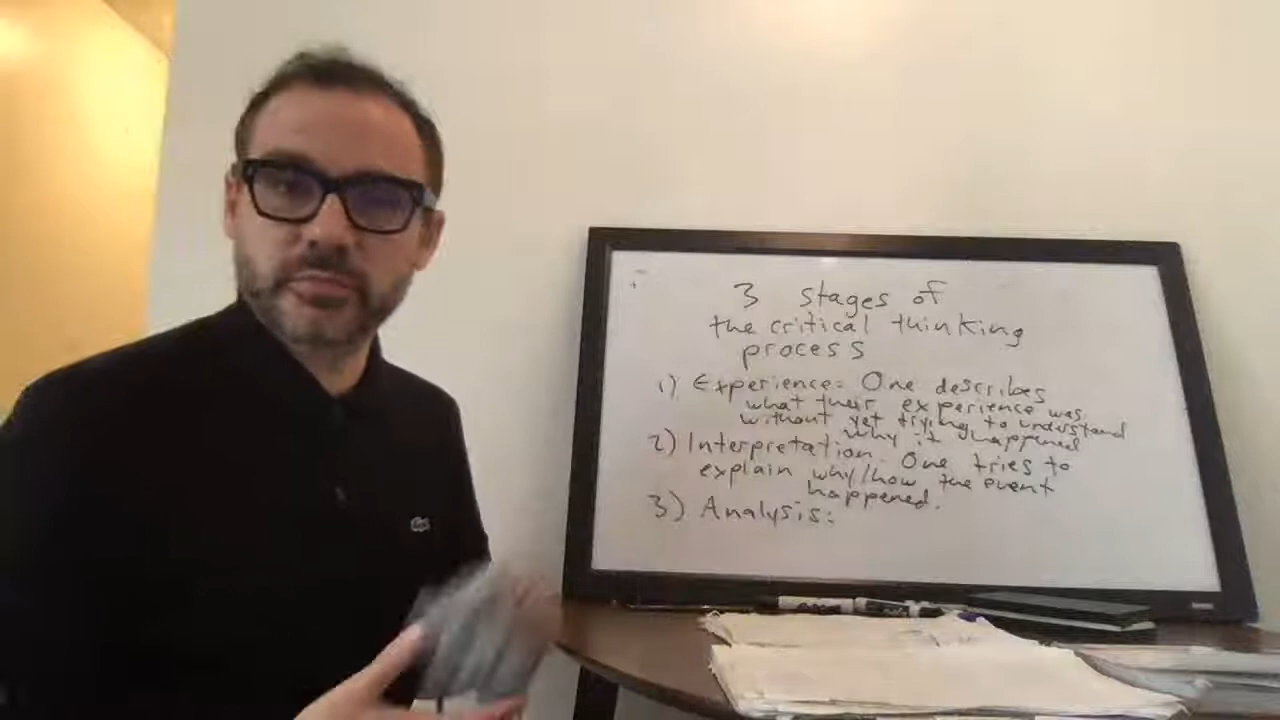 3 stages of
the critical thinking
process
1) Experience: One describes
what their experience was
without yet trying to understand
why it happened
2) Interpretation. One tries to
explain why/how the event
happened.
3) Analysis: